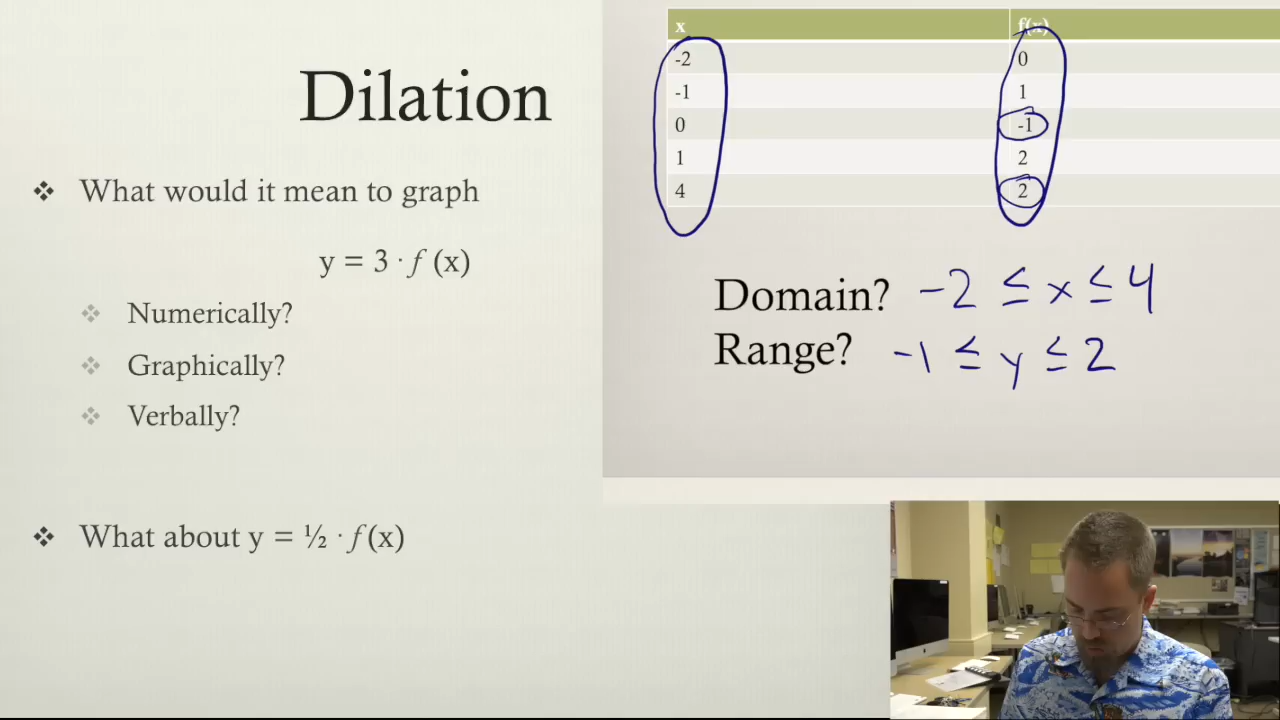 Dilation
What would it mean to graph
y = 3 · f (x)
Numerically?
Graphically?
Verbally?
What about y = ½ · f(x)
x f(x)
-2 0
-1 1
0 -1
1 2
4 2
Domain? -2 ≤ x ≤ 4
Range? -1 ≤ y ≤ 2